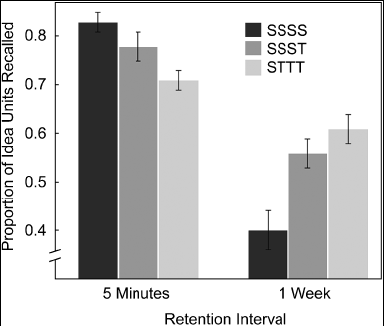 Proportion of Idea Units Recalled
0.8
0.7
0.6
0.5
0.4
SSSS
SSST
STTT
5 Minutes
1 Week
Retention Interval